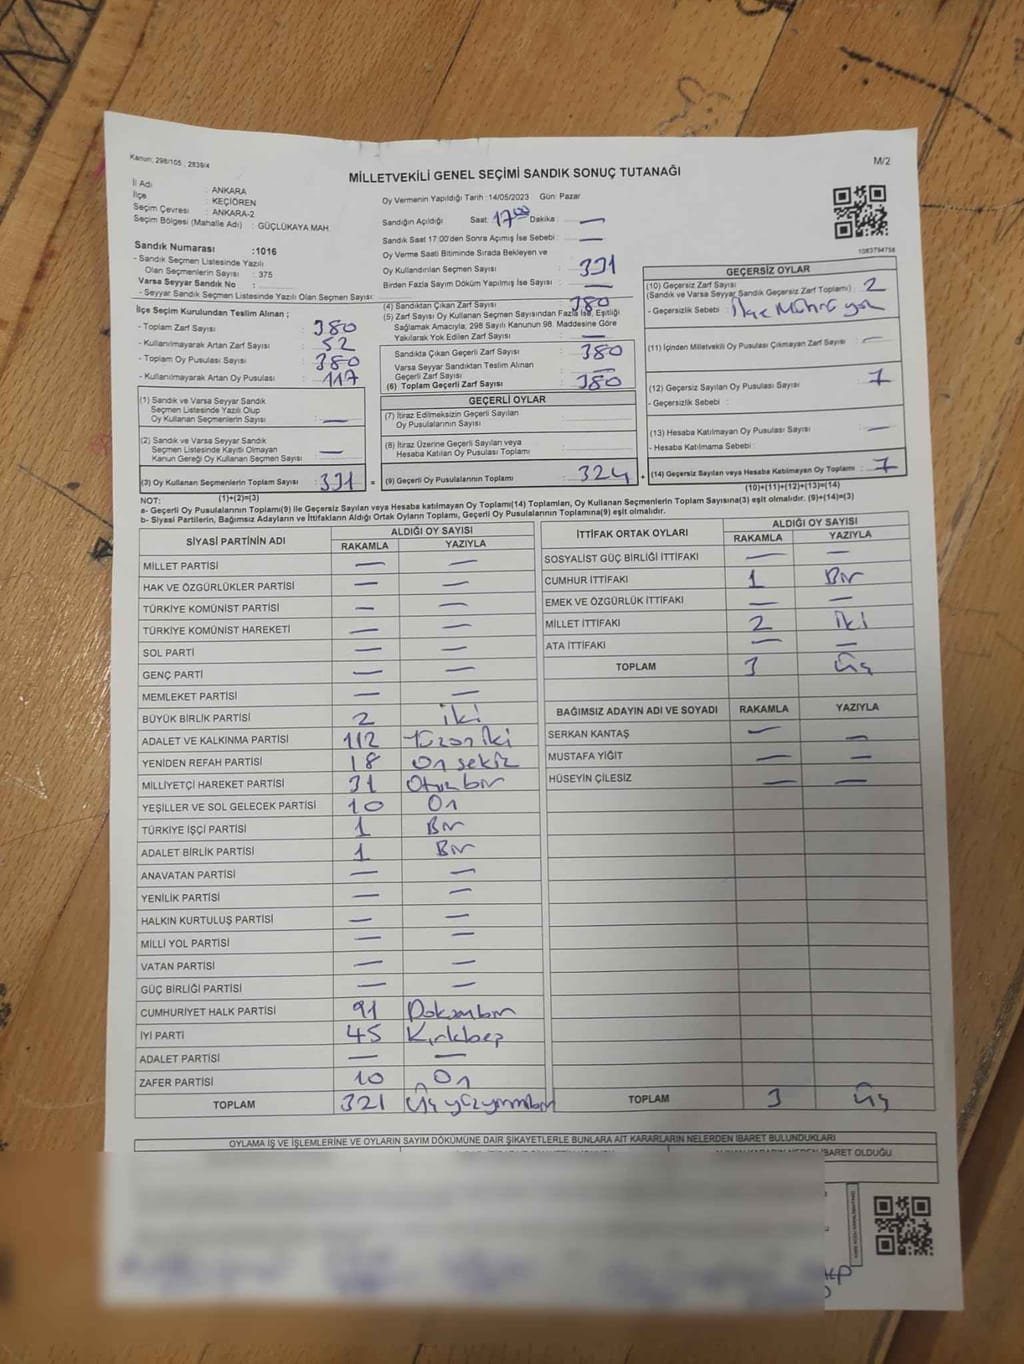 Kanun: 298/105 , 2839/4
MİLLETVEKİLİ GENEL SEÇİMİ SANDIK SONUÇ TUTANAĞI
M/2
İl Adı : ANKARA
İlçe : KEÇİÖREN
Seçim Çevresi : ANKARA-2
Seçim Bölgesi (Mahalle Adı) : GÜÇLÜKAYA MAH.
Oy Vermenin Yapıldığı Tarih :14/05/2023 Gün: Pazar
Sandığın Açıldığı Saat: 17⁰⁰ Dakika : —
Sandık Saat 17:00'den Sonra Açmış İse Sebebi : —
Oy Verme Saati Bitiminde Sırada Bekleyen ve
Oy Kullandırılan Seçmen Sayısı : 331
Birden Fazla Sayım Döküm Yapılmış İse Sayısı : —
1083794758
Sandık Numarası :1016
- Sandık Seçmen Listesinde Yazılı
Olan Seçmenlerin Sayısı : 375
Varsa Seyyar Sandık No :
- Seyyar Sandık Seçmen Listesinde Yazılı Olan Seçmen Sayısı:
İlçe Seçim Kurulundan Teslim Alınan ;
- Toplam Zarf Sayısı : 380
- Kullanılmayarak Artan Zarf Sayısı : 52
- Toplam Oy Pusulası Sayısı : 380
- Kullanılmayarak Artan Oy Pusulası : 117
(4) Sandıktan Çıkan Zarf Sayısı : 380
(5) Zarf Sayısı Oy Kullanan Seçmen Sayısından Fazla İse, Eşitliği
Sağlamak Amacıyla; 298 Sayılı Kanunun 98. Maddesine Göre
Yakılarak Yok Edilen Zarf Sayısı : —
Sandıkta Çıkan Geçerli Zarf Sayısı : 380
Varsa Seyyar Sandıktan Teslim Alınan
Geçerli Zarf Sayısı : —
(6) Toplam Geçerli Zarf Sayısı : 380
GEÇERSİZ OYLAR
(10) Geçersiz Zarf Sayısı
(Sandık ve Varsa Seyyar Sandık Geçersiz Zarf Toplamı) : 2
- Geçersizlik Sebebi : İlçe Mührü yok
(11) İçinden Milletvekili Oy Pusulası Çıkmayan Zarf Sayısı : —
(12) Geçersiz Sayılan Oy Pusulası Sayısı : 7
- Geçersizlik Sebebi :
(13) Hesaba Katılmayan Oy Pusulası Sayısı : —
- Hesaba Katılmama Sebebi :
(14) Geçersiz Sayılan veya Hesaba Katılmayan Oy Toplamı : 7
(10)+(11)+(12)+(13)=(14)
(1) Sandık ve Varsa Seyyar Sandık
Seçmen Listesinde Yazılı Olup
Oy Kullanan Seçmenlerin Sayısı : —
(2) Sandık ve Varsa Seyyar Sandık
Seçmen Listesinde Kayıtlı Olmayan
Kanun Gereği Oy Kullanan Seçmen Sayısı : —
(3) Oy Kullanan Seçmenlerin Toplam Sayısı : 331 =
(1)+(2)=(3)
GEÇERLİ OYLAR
(7) İtiraz Edilmeksizin Geçerli Sayılan
Oy Pusulalarının Sayısı :
(8) İtiraz Üzerine Geçerli Sayılan veya
Hesaba Katılan Oy Pusulası Toplamı :
(9) Geçerli Oy Pusulalarının Toplamı : 324 +
NOT:
a- Geçerli Oy Pusulalarının Toplamı(9) ile Geçersiz Sayılan veya Hesaba katılmayan Oy Toplamı(14) Toplamları, Oy Kullanan Seçmenlerin Toplam Sayısına(3) eşit olmalıdır. (9)+(14)=(3)
b- Siyasi Partilerin, Bağımsız Adayların ve İttifakların Aldığı Ortak Oyların Toplamı, Geçerli Oy Pusulalarının Toplamına(9) eşit olmalıdır.
SİYASİ PARTİNİN ADI ALDIĞI OY SAYISI
RAKAMLA YAZIYLA
MİLLET PARTİSİ — —
HAK VE ÖZGÜRLÜKLER PARTİSİ — —
TÜRKİYE KOMÜNİST PARTİSİ — —
TÜRKİYE KOMÜNİST HAREKETİ — —
SOL PARTİ — —
GENÇ PARTİ — —
MEMLEKET PARTİSİ — —
BÜYÜK BİRLİK PARTİSİ 2 iki
ADALET VE KALKINMA PARTİSİ 112 Yüzoniki
YENİDEN REFAH PARTİSİ 18 on sekiz
MİLLİYETÇİ HAREKET PARTİSİ 31 Otuzbir
YEŞİLLER VE SOL GELECEK PARTİSİ 10 On
TÜRKİYE İŞÇİ PARTİSİ 1 Bir
ADALET BİRLİK PARTİSİ 1 Bir
ANAVATAN PARTİSİ — —
YENİLİK PARTİSİ — —
HALKIN KURTULUŞ PARTİSİ — —
MİLLİ YOL PARTİSİ — —
VATAN PARTİSİ — —
GÜÇ BİRLİĞİ PARTİSİ — —
CUMHURİYET HALK PARTİSİ 91 Doksanbir
İYİ PARTİ 45 Kırkbeş
ADALET PARTİSİ — —
ZAFER PARTİSİ 10 On
TOPLAM 321 Üç yüzyirmibir
İTTİFAK ORTAK OYLARI ALDIĞI OY SAYISI
RAKAMLA YAZIYLA
SOSYALİST GÜÇ BİRLİĞİ İTTİFAKI — —
CUMHUR İTTİFAKI 1 Bir
EMEK VE ÖZGÜRLÜK İTTİFAKI — —
MİLLET İTTİFAKI 2 iki
ATA İTTİFAKI — —
TOPLAM 3 Üç
BAĞIMSIZ ADAYIN ADI VE SOYADI RAKAMLA YAZIYLA
SERKAN KANTAŞ — —
MUSTAFA YİĞİT — —
HÜSEYİN ÇİLESİZ — —
TOPLAM 3 Üç
OYLAMA İŞ VE İŞLEMLERİNE VE OYLARIN SAYIM DÖKÜMÜNE DAİR ŞİKAYETLERLE BUNLARA AİT KARARLARIN NELERDEN İBARET BULUNDUKLARI
İBARET OLDUĞU